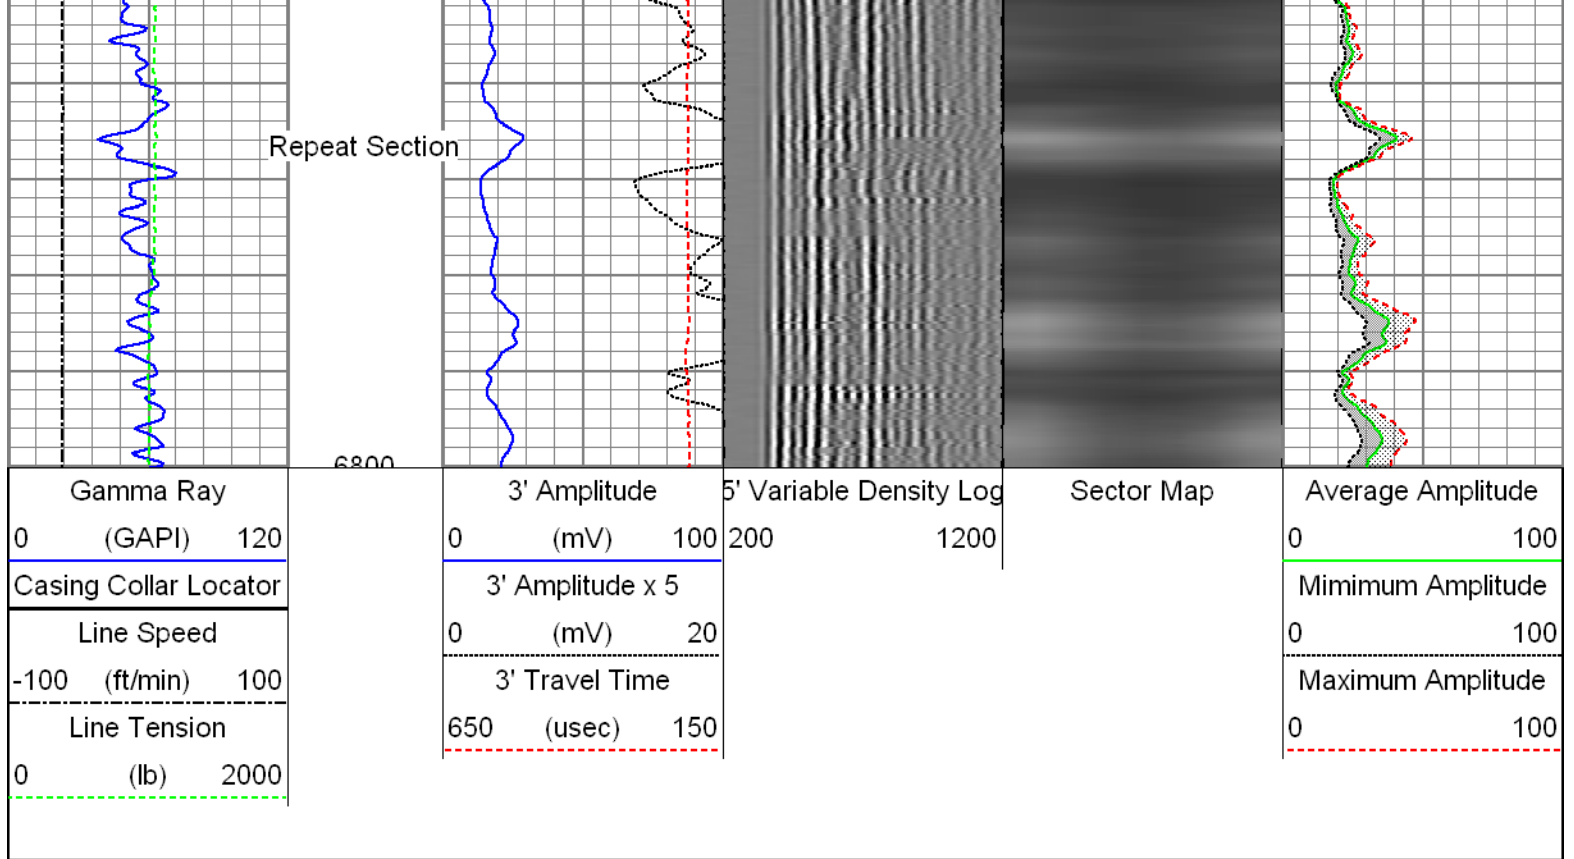 Repeat Section
6800
Gamma Ray
0 (GAPI) 120
Casing Collar Locator
Line Speed
-100 (ft/min) 100
Line Tension
0 (lb) 2000
3' Amplitude
0 (mV) 100
3' Amplitude x 5
0 (mV) 20
3' Travel Time
650 (usec) 150
5' Variable Density Log
200 1200
Sector Map
Average Amplitude
0 100
Mimimum Amplitude
0 100
Maximum Amplitude
0 100